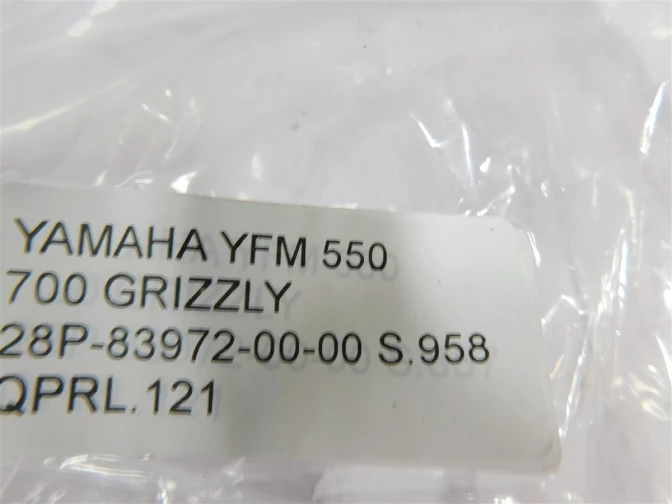 YAMAHA YFM 550
700 GRIZZLY
28P-83972-00-00 S.958
QPRL.121